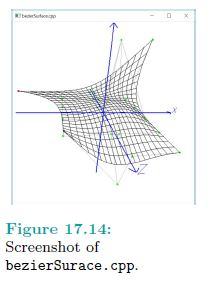 bezierSurface.cpp
X
Z
Figure 17.14:
Screenshot of
bezierSurace.cpp.